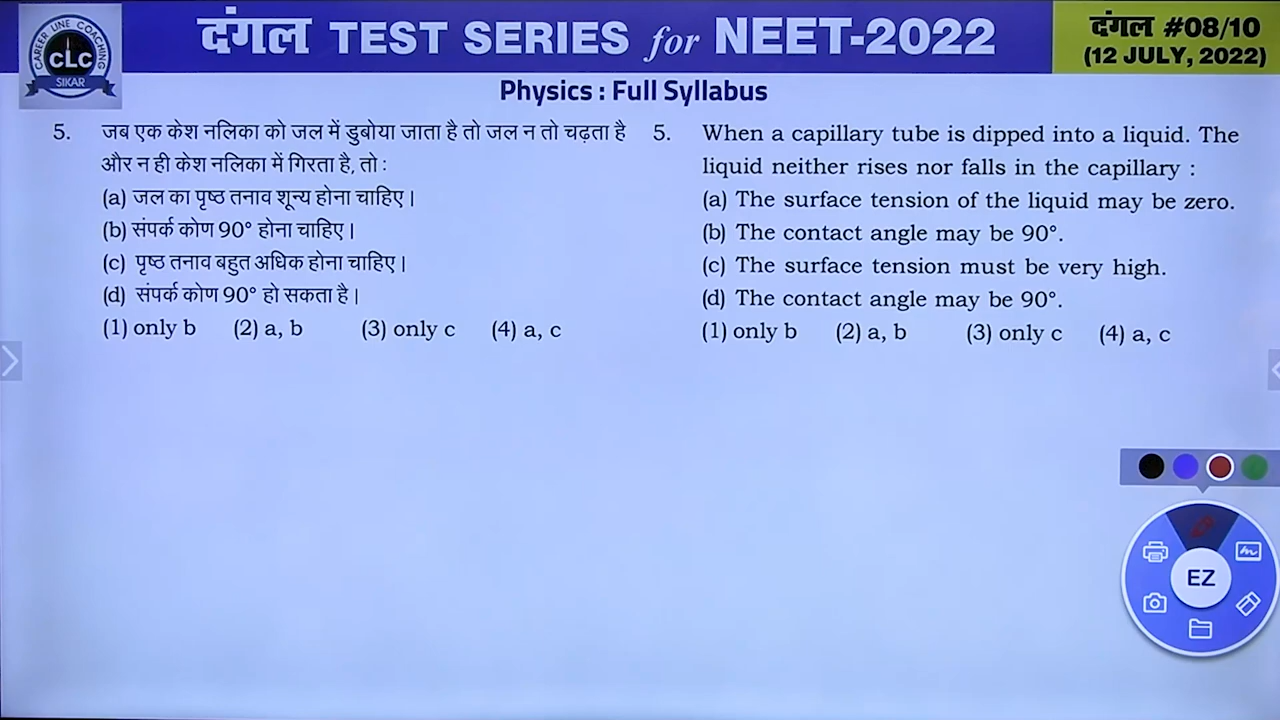 CAREER LINE COACHING
CLC
SIKAR
दंगल TEST SERIES for NEET-2022
दंगल #08/10
(12 JULY, 2022)
Physics : Full Syllabus
5. जब एक केश नलिका को जल में डुबोया जाता है तो जल न तो चढ़ता है
और न ही केश नलिका में गिरता है, तो :
(a) जल का पृष्ठ तनाव शून्य होना चाहिए।
(b) संपर्क कोण 90° होना चाहिए।
(c) पृष्ठ तनाव बहुत अधिक होना चाहिए।
(d) संपर्क कोण 90° हो सकता है।
(1) only b (2) a, b (3) only c (4) a, c
5. When a capillary tube is dipped into a liquid. The
liquid neither rises nor falls in the capillary :
(a) The surface tension of the liquid may be zero.
(b) The contact angle may be 90°.
(c) The surface tension must be very high.
(d) The contact angle may be 90°.
(1) only b (2) a, b (3) only c (4) a, c
EZ